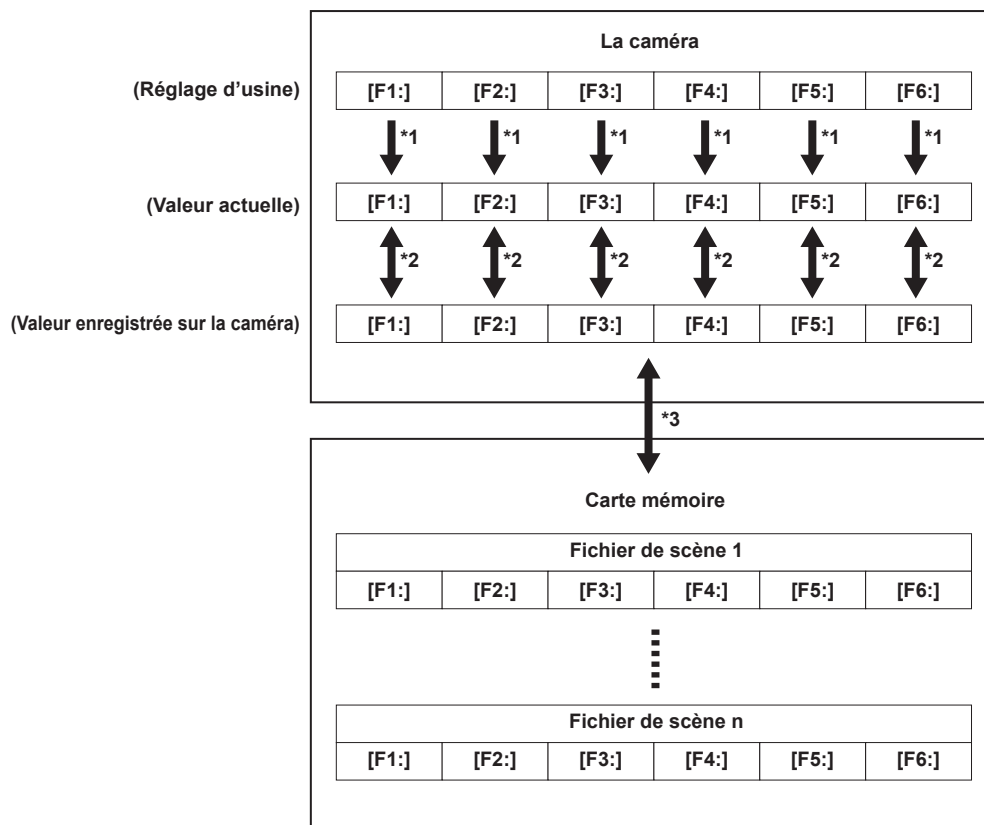 La caméra
(Réglage d’usine) [F1:] [F2:] [F3:] [F4:] [F5:] [F6:]
*1 *1 *1 *1 *1 *1
(Valeur actuelle) [F1:] [F2:] [F3:] [F4:] [F5:] [F6:]
*2 *2 *2 *2 *2 *2
(Valeur enregistrée sur la caméra) [F1:] [F2:] [F3:] [F4:] [F5:] [F6:]
*3
Carte mémoire
Fichier de scène 1
[F1:] [F2:] [F3:] [F4:] [F5:] [F6:]
Fichier de scène n
[F1:] [F2:] [F3:] [F4:] [F5:] [F6:]